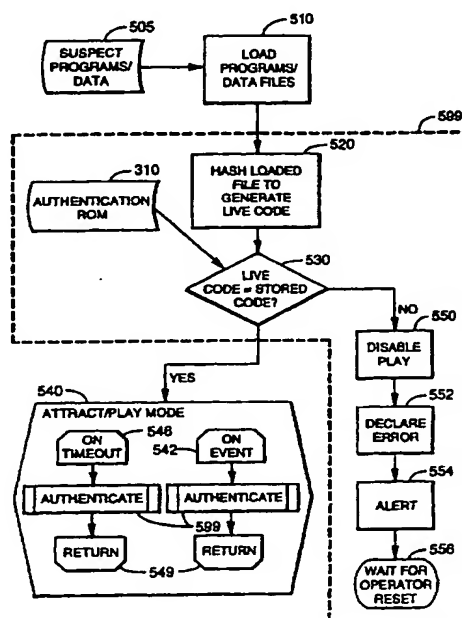 505
SUSPECT
PROGRAMS/
DATA
510
LOAD
PROGRAMS/
DATA FILES
599
520
HASH LOADED
FILE TO
GENERATE
LIVE CODE
310
AUTHENTICATION
ROM
530
LIVE
CODE = STORED
CODE?
NO
550
DISABLE
PLAY
YES
552
DECLARE
ERROR
540
ATTRACT/PLAY MODE
546
ON
TIMEOUT
542
ON
EVENT
554
ALERT
AUTHENTICATE
AUTHENTICATE
599
RETURN
RETURN
549
556
WAIT FOR
OPERATOR
RESET